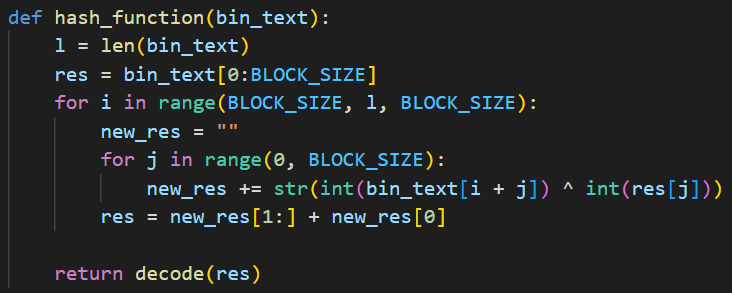 def hash_function(bin_text):
    l = len(bin_text)
    res = bin_text[0:BLOCK_SIZE]
    for i in range(BLOCK_SIZE, l, BLOCK_SIZE):
        new_res = ""
        for j in range(0, BLOCK_SIZE):
            new_res += str(int(bin_text[i + j]) ^ int(res[j]))
        res = new_res[1:] + new_res[0]

    return decode(res)